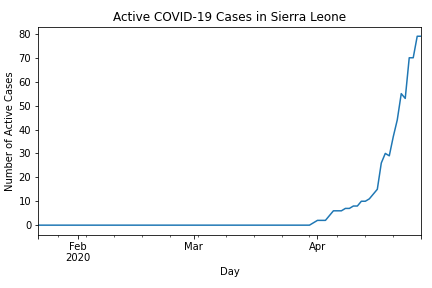 Active COVID-19 Cases in Sierra Leone
80
70
60
50
40
30
20
10
0
Number of Active Cases
Feb
2020
Mar
Apr
Day